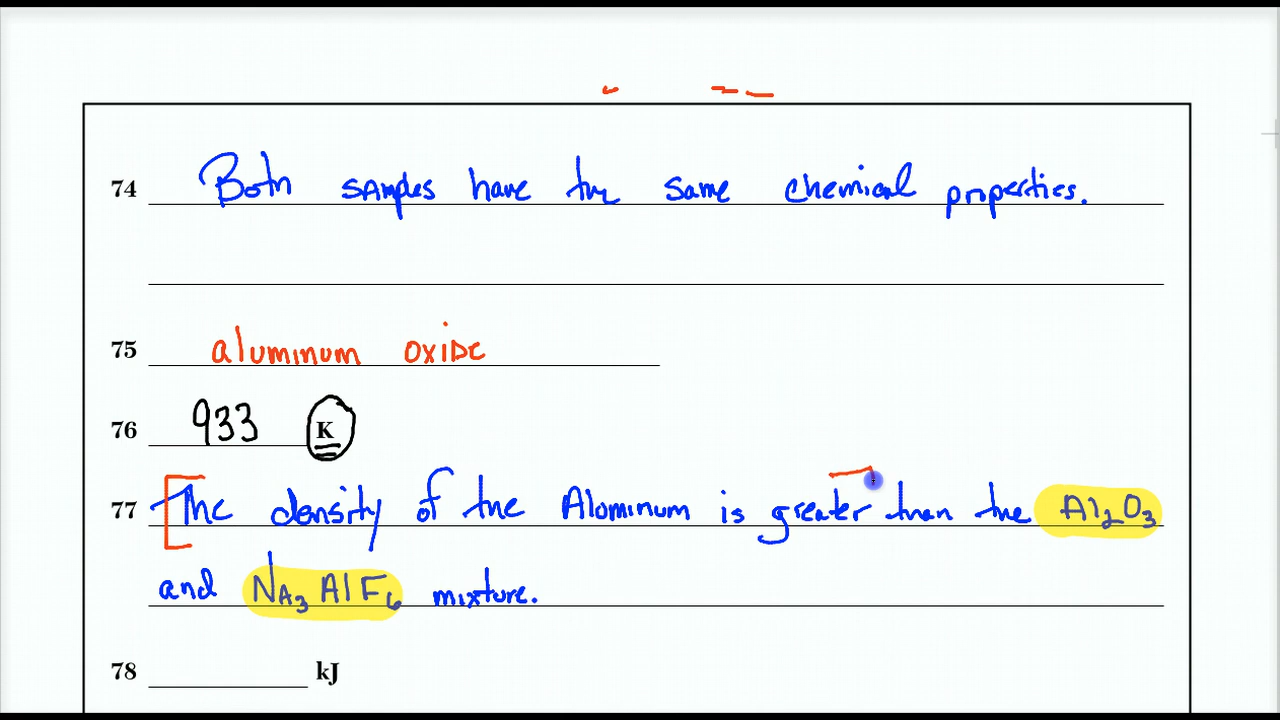 74 Both samples have the same chemical properties.
75 aluminum oxide
76 933 K
77 The density of the Aluminum is greater than the Al₂O₃
and NA₃AlF₆ mixture.
78 kJ